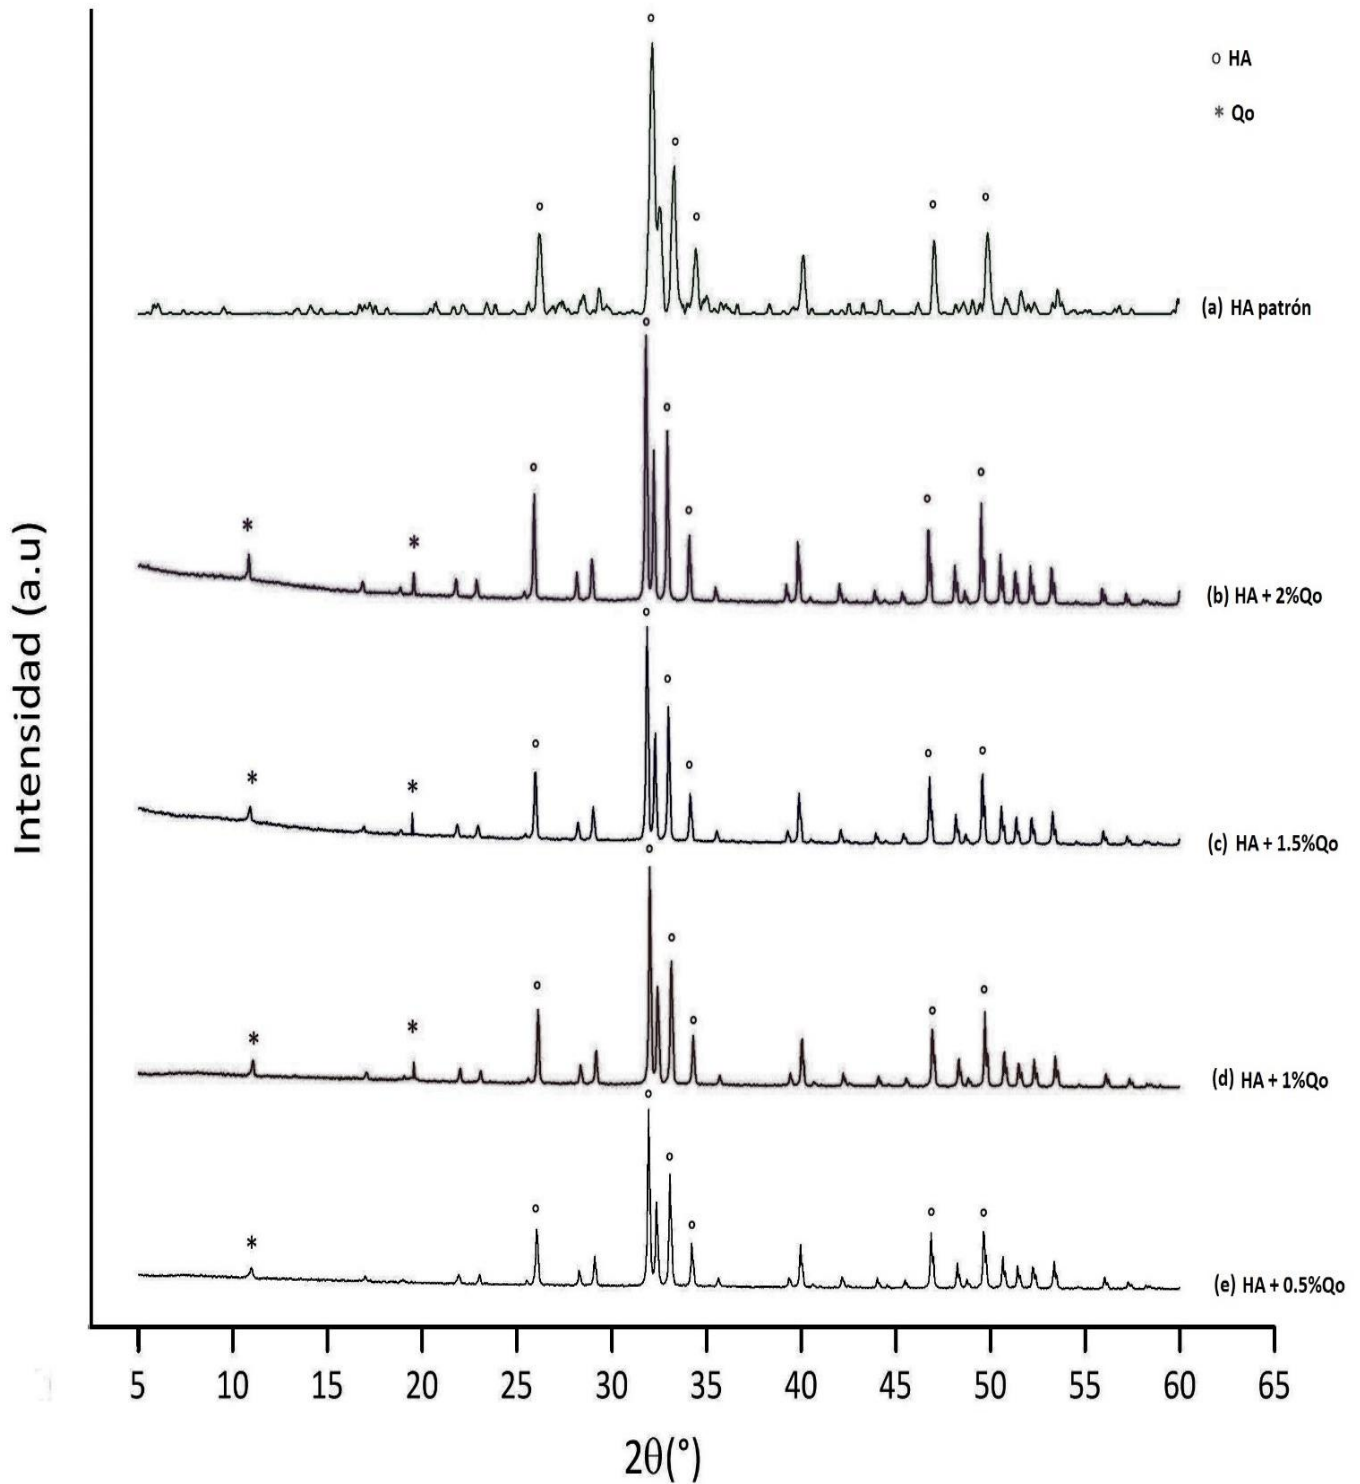 o HA
* Qo
(a) HA patrón
(b) HA + 2%Qo
(c) HA + 1.5%Qo
(d) HA + 1%Qo
(e) HA + 0.5%Qo
Intensidad (a.u)
5 10 15 20 25 30 35 40 45 50 55 60 65
2θ(°)